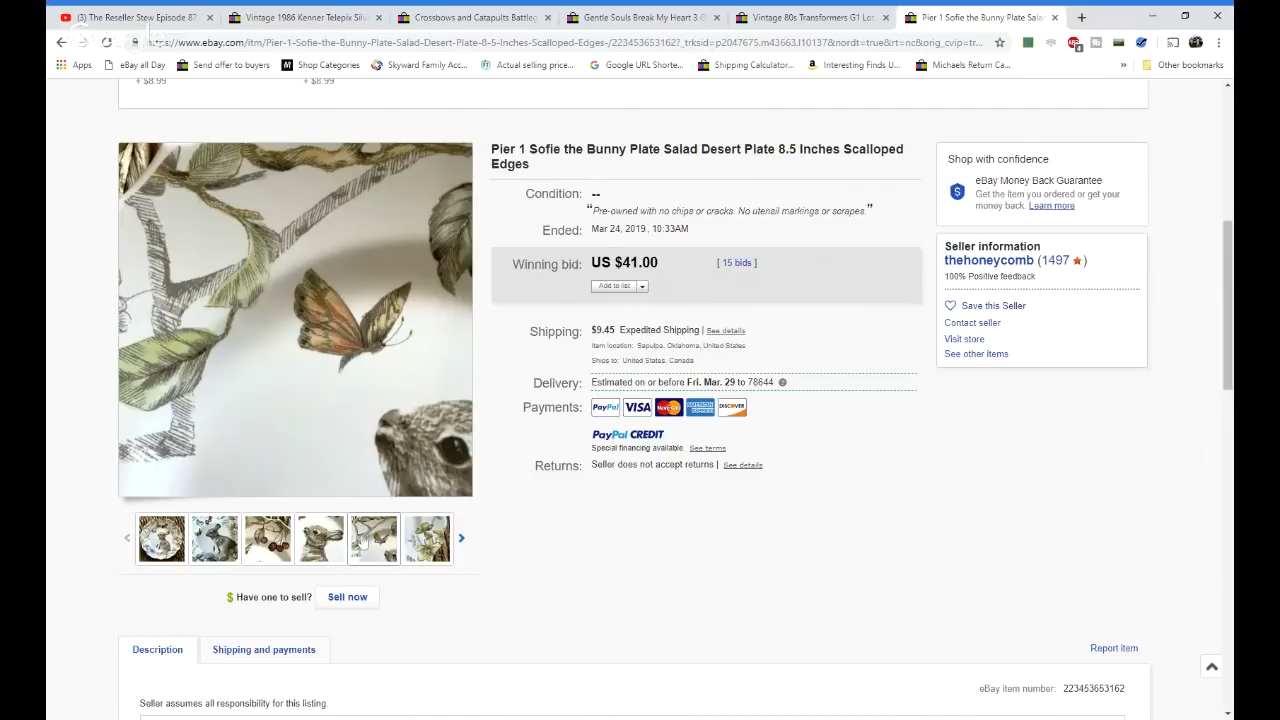 (3) The Reseller Stew Episode 87
Vintage 1986 Kenner Telepix Silv
Crossbows and Catapults Battleg
Gentle Souls Break My Heart 3 G
Vintage 80s Transformers G1 Los
Pier 1 Sofie the Bunny Plate Salad
https://www.ebay.com/itm/Pier-1-Sofie-the-Bunny-Plate-Salad-Desert-Plate-8-5-Inches-Scalloped-Edges-/223453653162?_trksid=p2047675.m43663.l10137&nordt=true&rt=nc&orig_cvip=tr...
Apps
eBay all Day
Send offer to buyers
Shop Categories
Skyward Family Acc...
Actual selling price...
Google URL Shorte...
Shipping Calculator...
Interesting Finds U...
Michaels Return Ca...
»
Other bookmarks
+ $8.99
+ $8.99
Pier 1 Sofie the Bunny Plate Salad Desert Plate 8.5 Inches Scalloped
Edges
Condition: --
"Pre-owned with no chips or cracks. No utensil markings or scrapes."
Ended: Mar 24, 2019 , 10:33AM
Winning bid: US $41.00 [ 15 bids ]
Add to list
Shipping: $9.45 Expedited Shipping | See details
Item location: Sapulpa, Oklahoma, United States
Ships to: United States, Canada
Delivery: Estimated on or before Fri. Mar. 29 to 78644
Payments: PayPal VISA MasterCard AMERICAN EXPRESS DISCOVER
PayPal CREDIT
Special financing available. See terms
Returns: Seller does not accept returns | See details
Shop with confidence
eBay Money Back Guarantee
Get the item you ordered or get your
money back. Learn more
Seller information
thehoneycomb (1497 )
100% Positive feedback
Save this Seller
Contact seller
Visit store
See other items
$ Have one to sell? Sell now
Description
Shipping and payments
Report item
eBay item number: 223453653162
Seller assumes all responsibility for this listing.